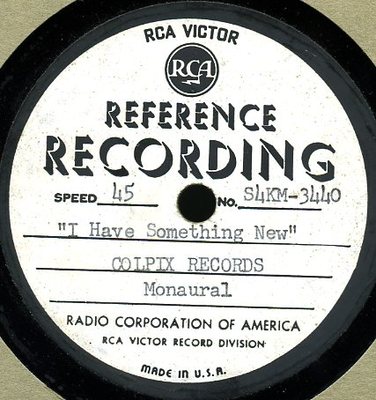 RCA VICTOR
RCA
REFERENCE
RECORDING
SPEED 45 NO. S4KM-3440
"I Have Something New"
COLPIX RECORDS
Monaural
RADIO CORPORATION OF AMERICA
RCA VICTOR RECORD DIVISION
MADE IN U.S.A.